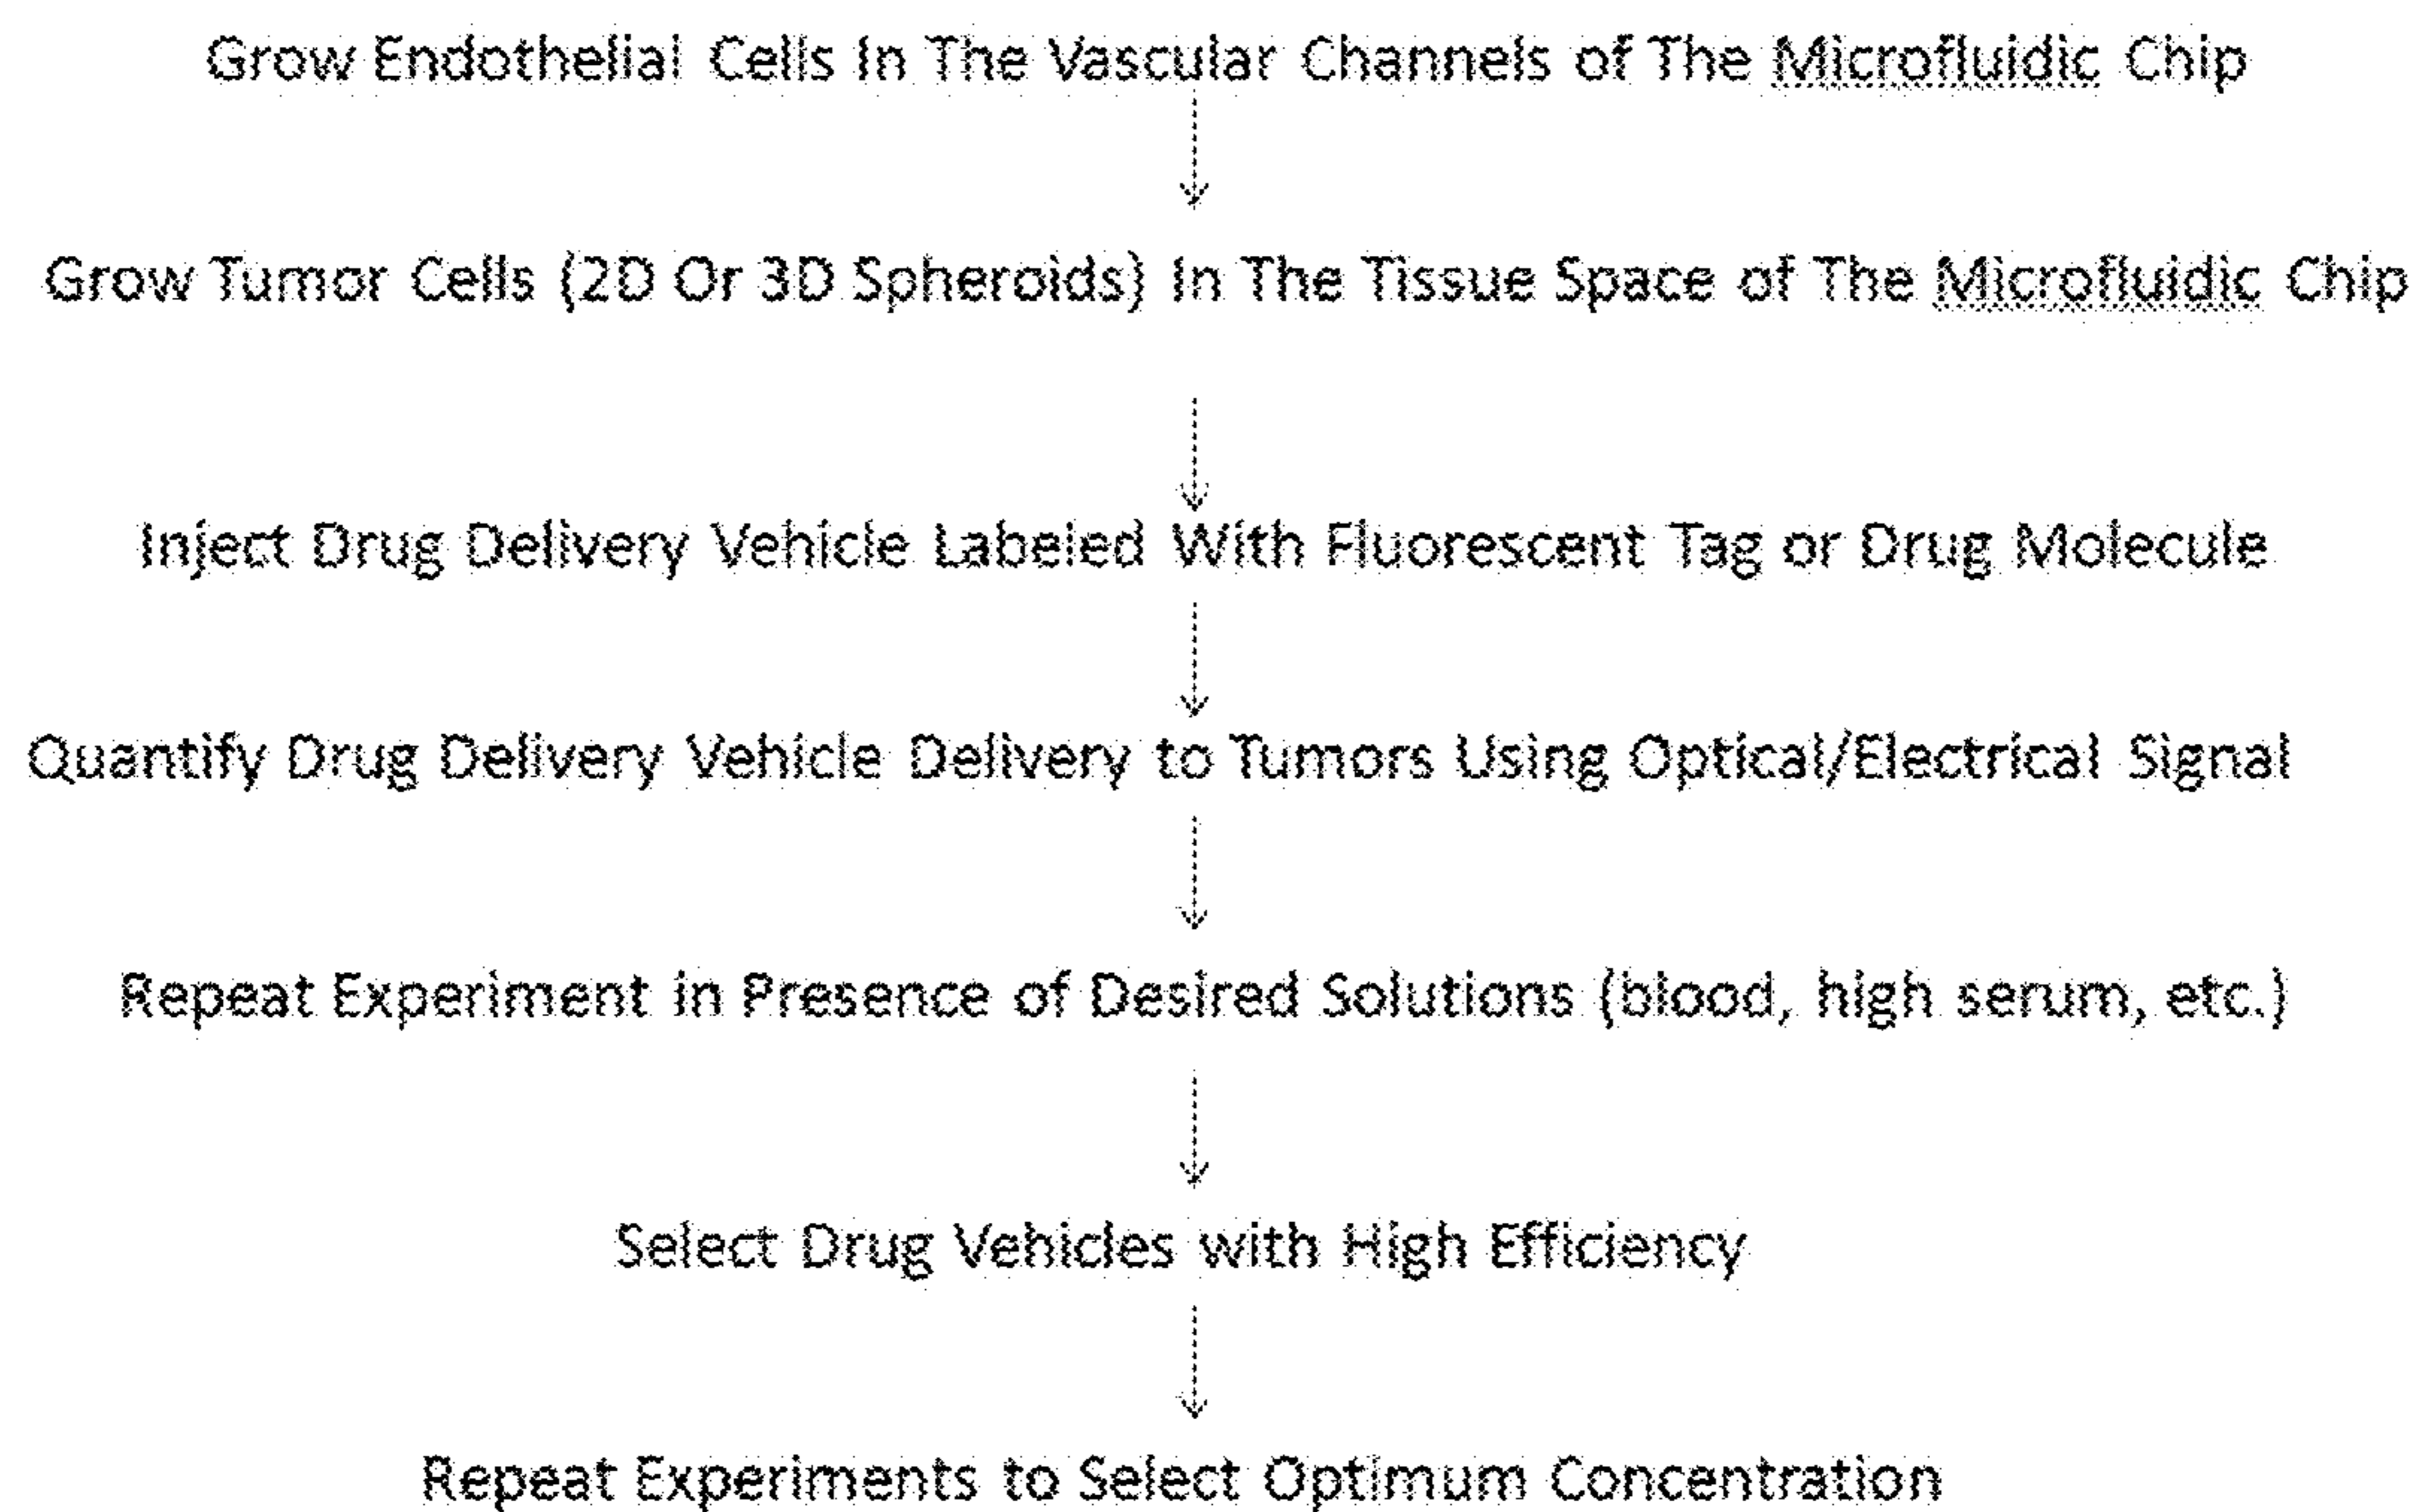 Grow Endothelial Cells In The Vascular Channels of The Microfluidic Chip
Grow Tumor Cells (2D Or 3D Spheroids) In The Tissue Space of The Microfluidic Chip
Inject Drug Delivery Vehicle Labeled With Fluorescent Tag or Drug Molecule
Quantify Drug Delivery Vehicle Delivery to Tumors Using Optical/Electrical Signal
Repeat Experiment in Presence of Desired Solutions (blood, high serum, etc.)
Select Drug Vehicles with High Efficiency
Repeat Experiments to Select Optimum Concentration